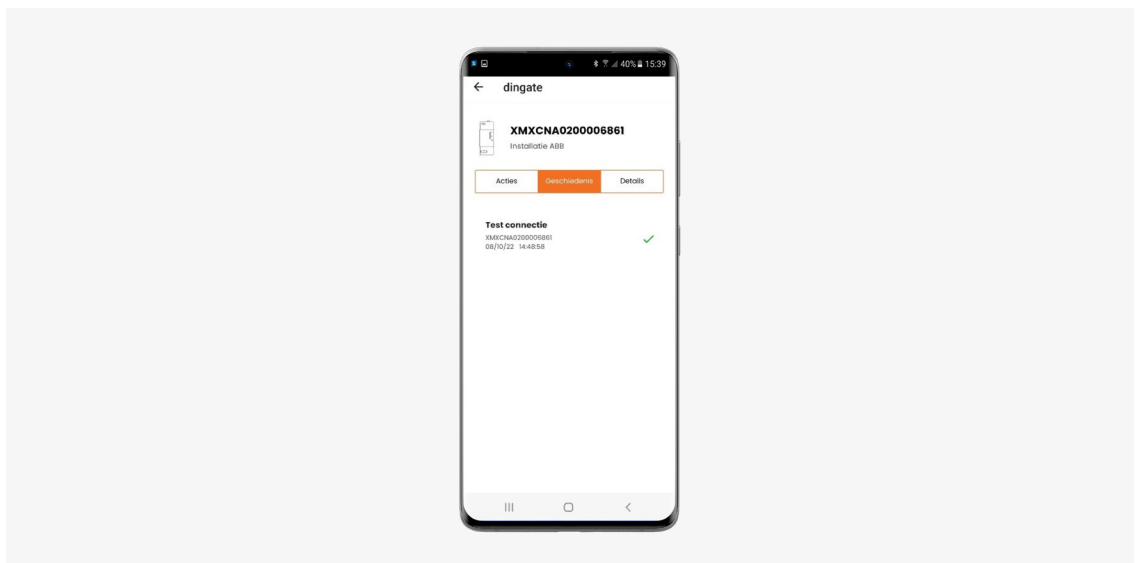 40% 15:39
dingate
XMXCNA0200006861
Installatie ABB
Acties Geschiedenis Details
Test connectie
XMXCNA0200006861
08/10/22 14:48:58